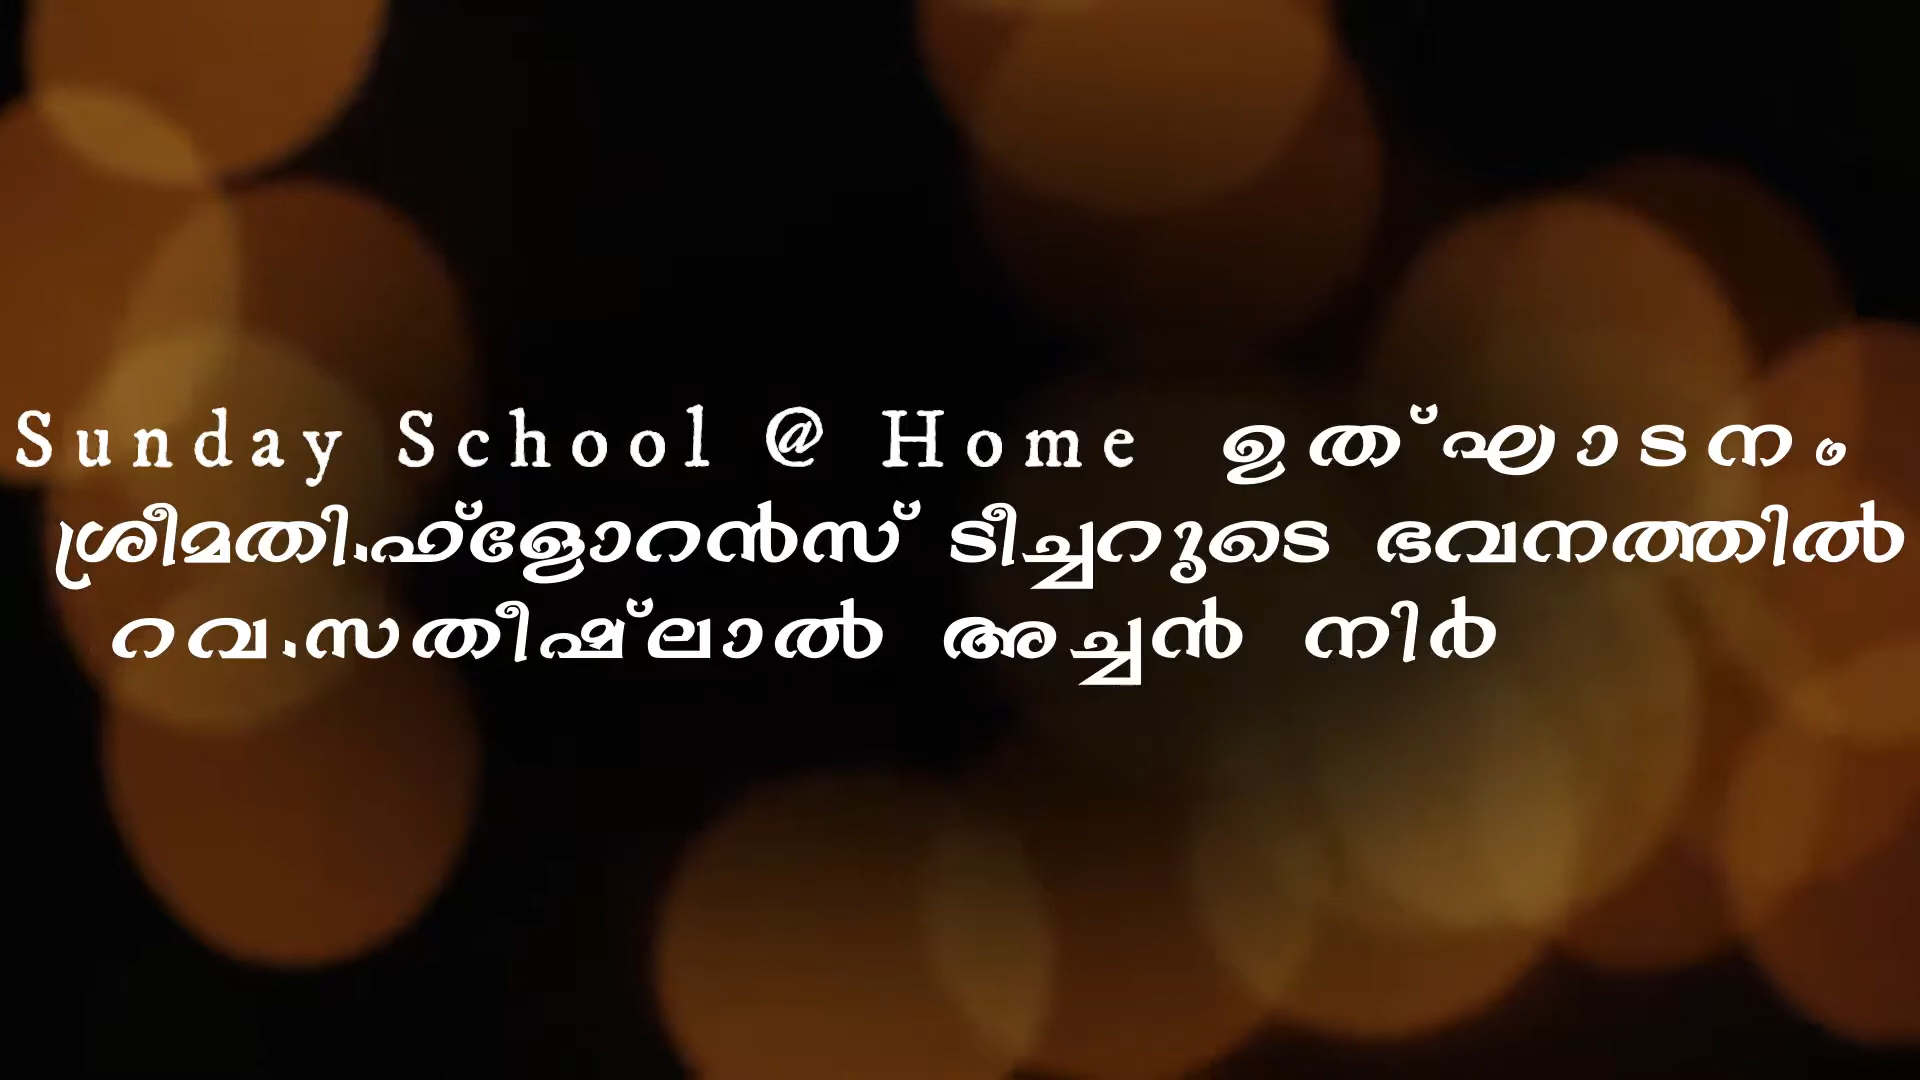 Sunday School @ Home ഉത്ഘാടനം
ശ്രീമതി.ഫ്ളോറൻസ് ടീച്ചറുടെ ഭവനത്തിൽ
റവ.സതീഷ്ലാൽ അച്ചൻ നിർ